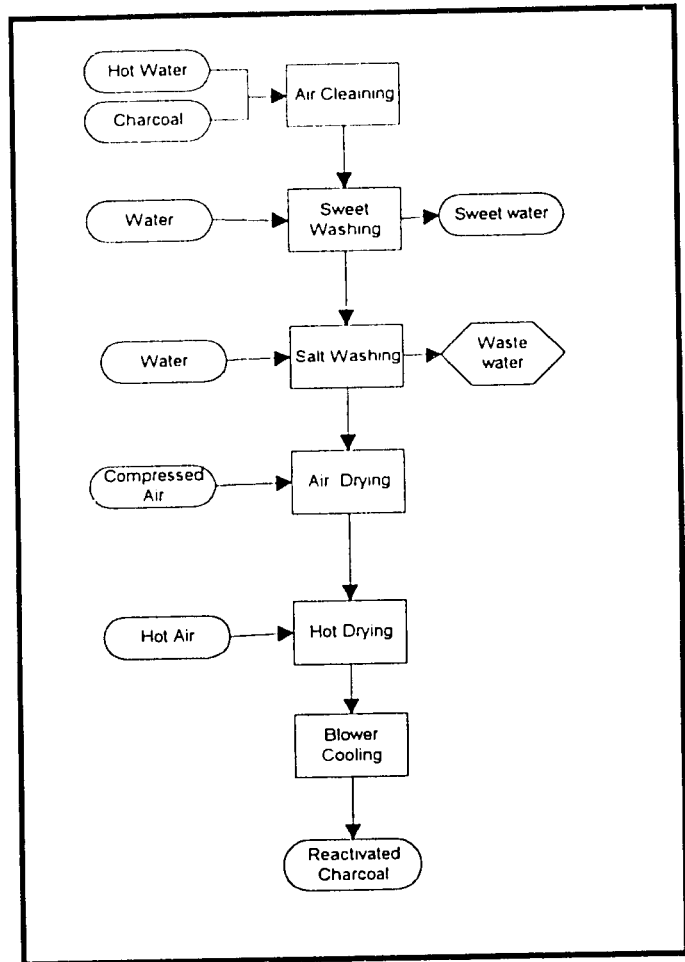 Hot Water
Air Cleaining
Charcoal
Water
Sweet
Washing
Sweet water
Water
Salt Washing
Waste
water
Compressed
Air
Air Drying
Hot Air
Hot Drying
Blower
Cooling
Reactivated
Charcoal